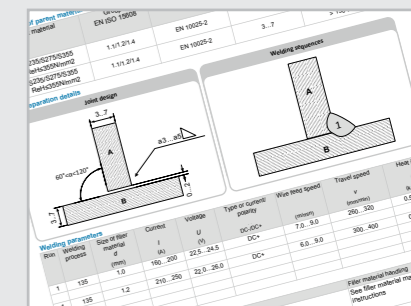 of parent material
material
EN ISO 15608
EN 10025-2
3...7
1.1/1.2/1.4
EN 10025-2
235/S275/S355
ReH≤355N/mm2
1.1/1.2/1.4
S235/S275/S355
ReH≤355N/mm2
paration details
Joint design
Welding sequences
3...7
A
a3...a5
60°<α<120°
B
0...2
3...7
A
1
B
Welding parameters
Run
Welding process
Size of filler material
d
(mm)
Current
I
(A)
Voltage
U
(V)
Type or current/ polarity
Wire feed Speed
(m/min)
Travel speed
v
(mm/min)
Heat
1 135 1.0 160...200 22,5...24.5 DC-/DC+ 7.0...9.0 260...320
DC+
1 135 1.2 210...250 22,0...26.0 DC+ 6.0...9.0 300...400
Filler material handling
See filler material
instructions